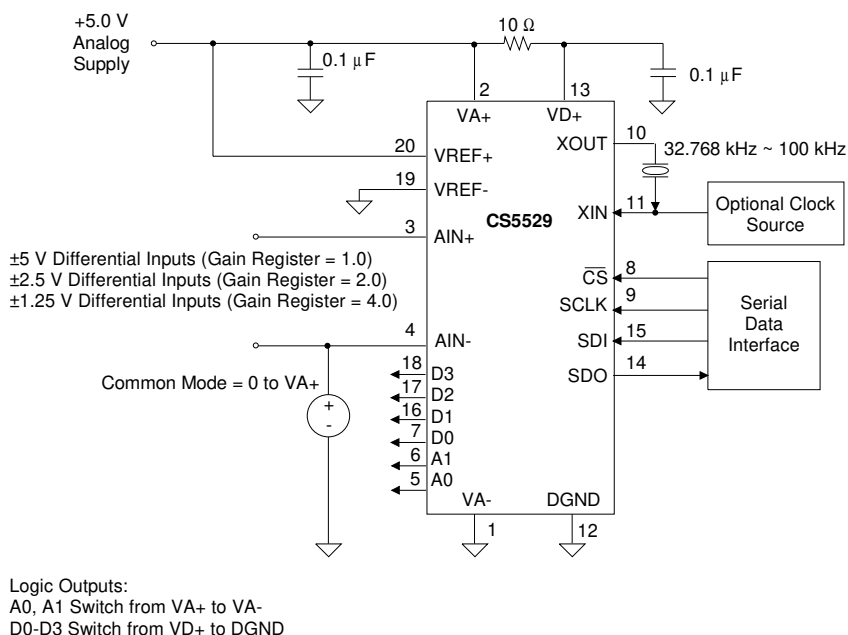 +5.0 V
Analog
Supply
10 Ω
0.1 µF
0.1 µF
2
13
VA+
VD+
XOUT
10
32.768 kHz ~ 100 kHz
20
VREF+
19
VREF-
CS5529
XIN
11
Optional Clock
Source
3
AIN+
±5 V Differential Inputs (Gain Register = 1.0)
±2.5 V Differential Inputs (Gain Register = 2.0)
±1.25 V Differential Inputs (Gain Register = 4.0)
CS
8
SCLK
9
SDI
15
SDO
14
Serial
Data
Interface
4
AIN-
Common Mode = 0 to VA+
+
-
18
D3
17
D2
16
D1
7
D0
6
A1
5
A0
VA-
DGND
1
12
Logic Outputs:
A0, A1 Switch from VA+ to VA-
D0-D3 Switch from VD+ to DGND